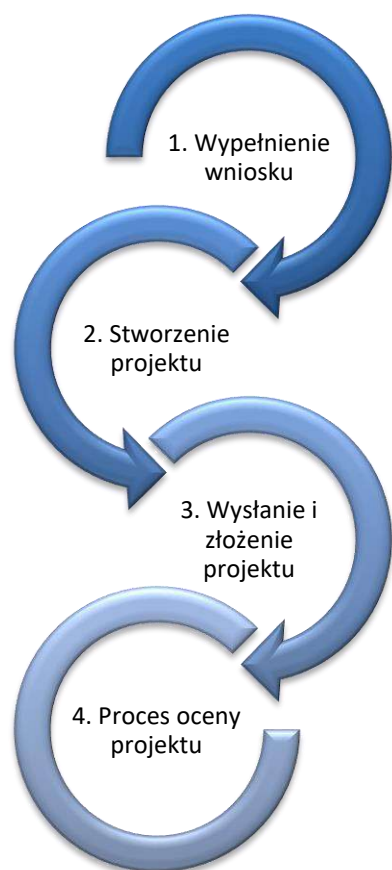 1. Wypełnienie
wniosku
2. Stworzenie
projektu
3. Wysłanie i
złożenie
projektu
4. Proces oceny
projektu